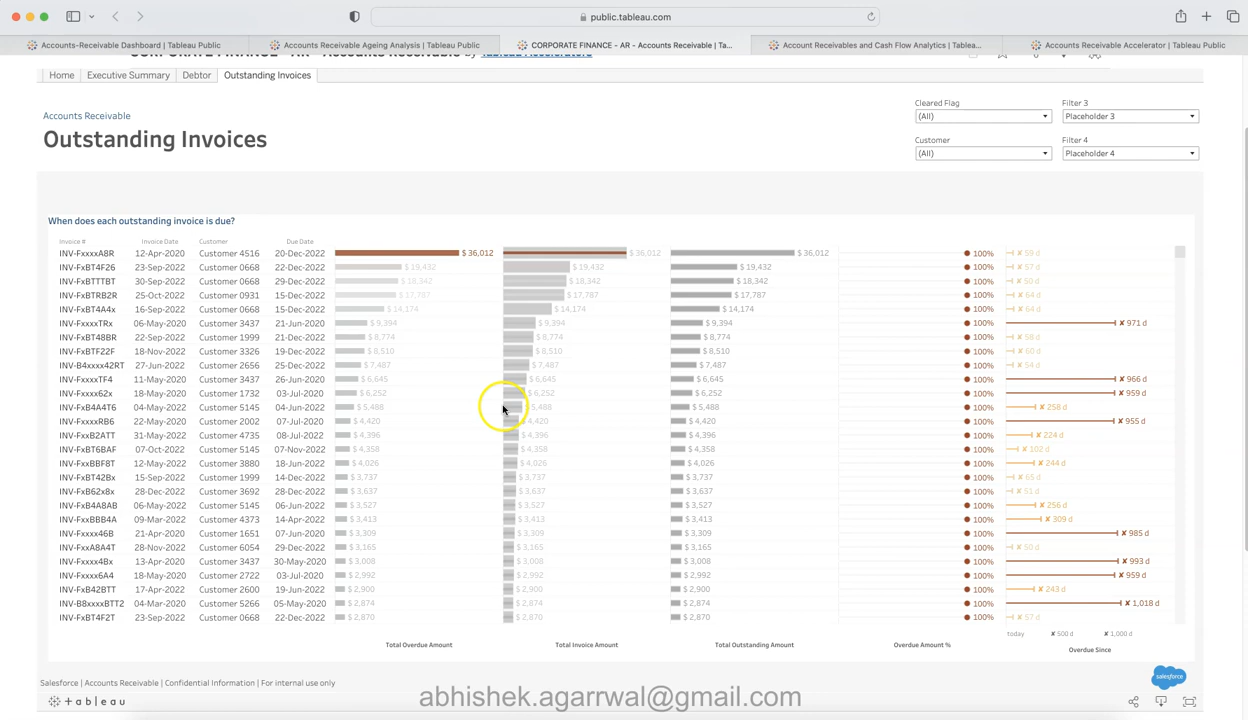 public.tableau.com
Accounts-Receivable Dashboard | Tableau Public
Accounts Receivable Ageing Analysis | Tableau Public
CORPORATE FINANCE - AR - Accounts Receivable | Ta...
Account Receivables and Cash Flow Analytics | Tablea...
Accounts Receivable Accelerator | Tableau Public
CORPORATE FINANCE - AR - Accounts Receivable by Tableau Accelerators
Home Executive Summary Debtor Outstanding Invoices
Accounts Receivable
Outstanding Invoices
Cleared Flag Filter 3
(All) Placeholder 3
Customer Filter 4
(All) Placeholder 4
When does each outstanding invoice is due?
Invoice # Invoice Date Customer Due Date
INV-FxxxxA8R 12-Apr-2020 Customer 4516 20-Dec-2022 $ 36,012 $ 36,012 $ 36,012 100% ✘ 59 d
INV-FxBT4F26 23-Sep-2022 Customer 0668 22-Dec-2022 $ 19,432 $ 19,432 $ 19,432 100% ✘ 57 d
INV-FxBTTTBT 30-Sep-2022 Customer 0668 29-Dec-2022 $ 18,342 $ 18,342 $ 18,342 100% ✘ 50 d
INV-FxBTRB2R 25-Oct-2022 Customer 0931 15-Dec-2022 $ 17,787 $ 17,787 $ 17,787 100% ✘ 64 d
INV-FxBT4A4x 16-Sep-2022 Customer 0668 15-Dec-2022 $ 14,174 $ 14,174 $ 14,174 100% ✘ 64 d
INV-FxxxxTRx 06-May-2020 Customer 3437 21-Jun-2020 $ 9,394 $ 9,394 $ 9,394 100% ✘ 971 d
INV-FxBT48BR 22-Sep-2022 Customer 1999 21-Dec-2022 $ 8,774 $ 8,774 $ 8,774 100% ✘ 58 d
INV-FxBTF22F 18-Nov-2022 Customer 3326 19-Dec-2022 $ 8,510 $ 8,510 $ 8,510 100% ✘ 60 d
INV-B4xxxx42RT 27-Jun-2022 Customer 2656 25-Dec-2022 $ 7,487 $ 7,487 $ 7,487 100% ✘ 54 d
INV-FxxxxTF4 11-May-2020 Customer 3437 26-Jun-2020 $ 6,645 $ 6,645 $ 6,645 100% ✘ 966 d
INV-Fxxxx62x 18-May-2020 Customer 1732 03-Jul-2020 $ 6,252 $ 6,252 $ 6,252 100% ✘ 959 d
INV-FxB4A4T6 06-May-2022 Customer 5145 04-Jun-2022 $ 5,488 $ 5,488 $ 5,488 100% ✘ 258 d
INV-FxxxxRB6 22-May-2020 Customer 2002 07-Jul-2020 $ 4,420 $ 4,420 $ 4,420 100% ✘ 955 d
INV-FxxB2ATT 31-May-2022 Customer 4735 08-Jul-2022 $ 4,396 $ 4,396 $ 4,396 100% ✘ 224 d
INV-FxBT6BAF 07-Oct-2022 Customer 5145 07-Nov-2022 $ 4,358 $ 4,358 $ 4,358 100% ✘ 102 d
INV-FxxBBF8T 12-May-2022 Customer 3880 18-Jun-2022 $ 4,026 $ 4,026 $ 4,026 100% ✘ 244 d
INV-FxBT42Bx 15-Sep-2022 Customer 1999 14-Dec-2022 $ 3,737 $ 3,737 $ 3,737 100% ✘ 65 d
INV-FxB62x8x 28-Dec-2022 Customer 3692 28-Dec-2022 $ 3,637 $ 3,637 $ 3,637 100% ✘ 51 d
INV-FxB4A8AB 06-May-2022 Customer 5145 06-Jun-2022 $ 3,527 $ 3,527 $ 3,527 100% ✘ 256 d
INV-FxxBBB4A 09-Mar-2022 Customer 4373 14-Apr-2022 $ 3,413 $ 3,413 $ 3,413 100% ✘ 309 d
INV-Fxxxx46B 21-Apr-2020 Customer 1651 07-Jun-2020 $ 3,309 $ 3,309 $ 3,309 100% ✘ 985 d
INV-FxxA8A4T 28-Nov-2022 Customer 6054 29-Dec-2022 $ 3,165 $ 3,165 $ 3,165 100% ✘ 50 d
INV-Fxxxx4Bx 13-Apr-2020 Customer 3437 30-May-2020 $ 3,008 $ 3,008 $ 3,008 100% ✘ 993 d
INV-Fxxxx6A4 18-May-2020 Customer 2722 03-Jul-2020 $ 2,992 $ 2,992 $ 2,992 100% ✘ 959 d
INV-FxB42BTT 17-Apr-2022 Customer 2600 19-Jun-2022 $ 2,900 $ 2,900 $ 2,900 100% ✘ 243 d
INV-B8xxxxBTT2 04-Mar-2020 Customer 5266 05-May-2020 $ 2,874 $ 2,874 $ 2,874 100% ✘ 1,018 d
INV-FxBT4F2T 23-Sep-2022 Customer 0668 22-Dec-2022 $ 2,870 $ 2,870 $ 2,870 100% ✘ 57 d
today ✘ 500 d ✘ 1,000 d
Total Overdue Amount Total Invoice Amount Total Outstanding Amount Overdue Amount % Overdue Since
Salesforce | Accounts Receivable | Confidential Information | For internal use only
salesforce
+ a b l e a u
abhishek.agarrwal@gmail.com